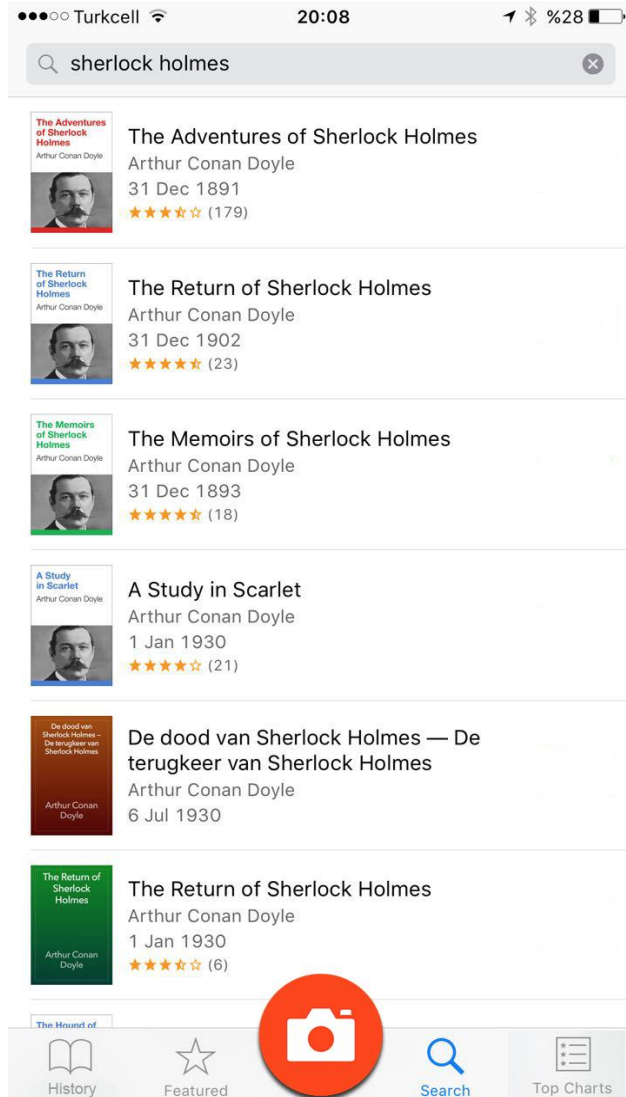 Turkcell 20:08 %28
sherlock holmes
The Adventures
of Sherlock
Holmes
Arthur Conan Doyle
The Adventures of Sherlock Holmes
Arthur Conan Doyle
31 Dec 1891
(179)
The Return
of Sherlock
Holmes
Arthur Conan Doyle
The Return of Sherlock Holmes
Arthur Conan Doyle
31 Dec 1902
(23)
The Memoirs
of Sherlock
Holmes
Arthur Conan Doyle
The Memoirs of Sherlock Holmes
Arthur Conan Doyle
31 Dec 1893
(18)
A Study
in Scarlet
Arthur Conan Doyle
A Study in Scarlet
Arthur Conan Doyle
1 Jan 1930
(21)
De dood van
Sherlock Holmes –
De terugkeer van
Sherlock Holmes
Arthur Conan
Doyle
De dood van Sherlock Holmes — De
terugkeer van Sherlock Holmes
Arthur Conan Doyle
6 Jul 1930
The Return of
Sherlock
Holmes
Arthur Conan
Doyle
The Return of Sherlock Holmes
Arthur Conan Doyle
1 Jan 1930
(6)
The Hound of
History Featured Search Top Charts